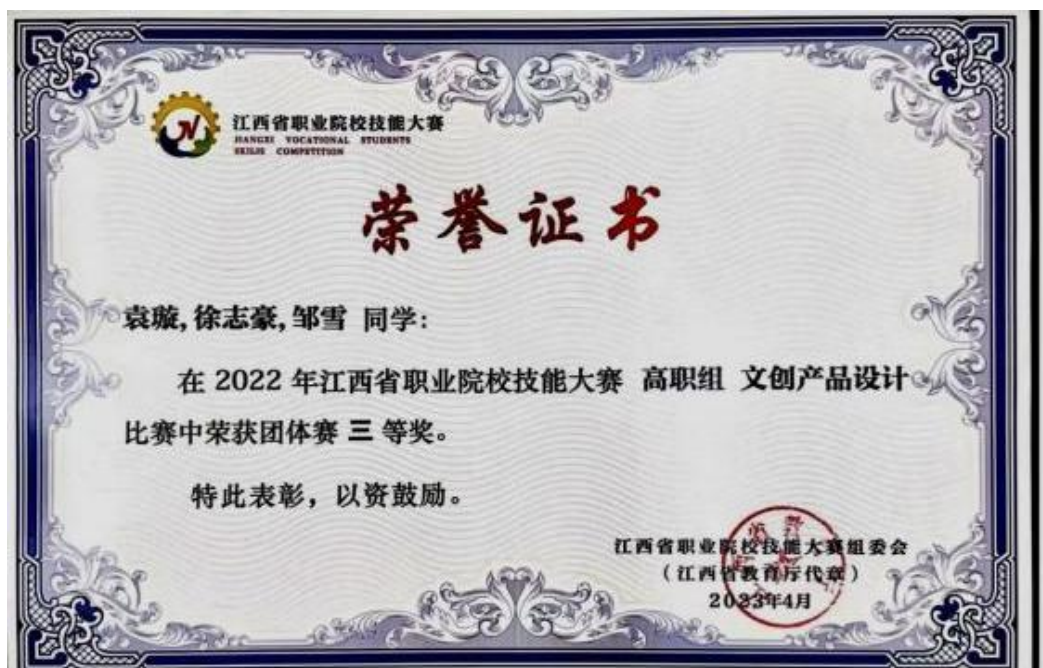 江西省职业院校技能大赛
JIANGXI VOCATIONAL STUDENTS
SKILLS COMPETITION
荣誉证书
袁璇,徐志豪,邹雪 同学:
在 2022 年江西省职业院校技能大赛 高职组 文创产品设计
比赛中荣获团体赛 三 等奖。
特此表彰，以资鼓励。
江西省职业院校技能大赛组委会
(江西省教育厅代章)
2023年4月